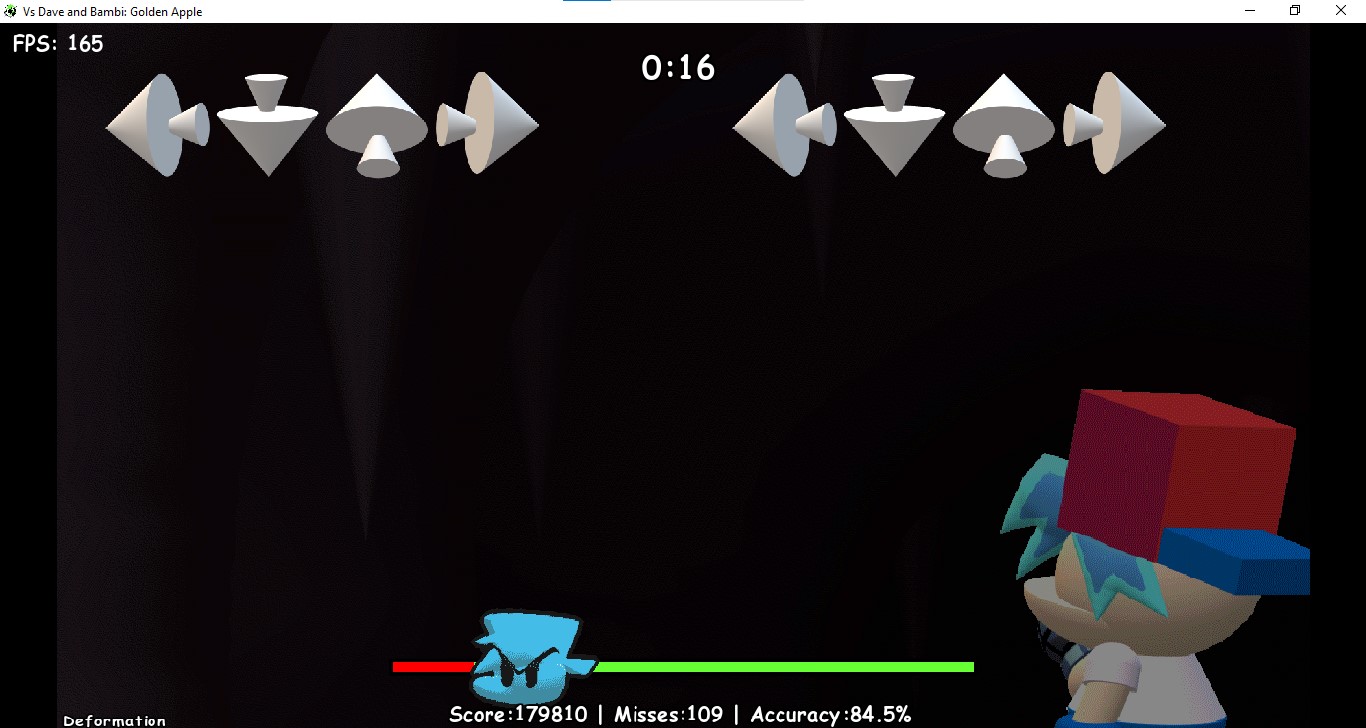 Vs Dave and Bambi: Golden Apple
FPS: 165
0:16
Score:179810 | Misses:109 | Accuracy:84.5%
Deformation